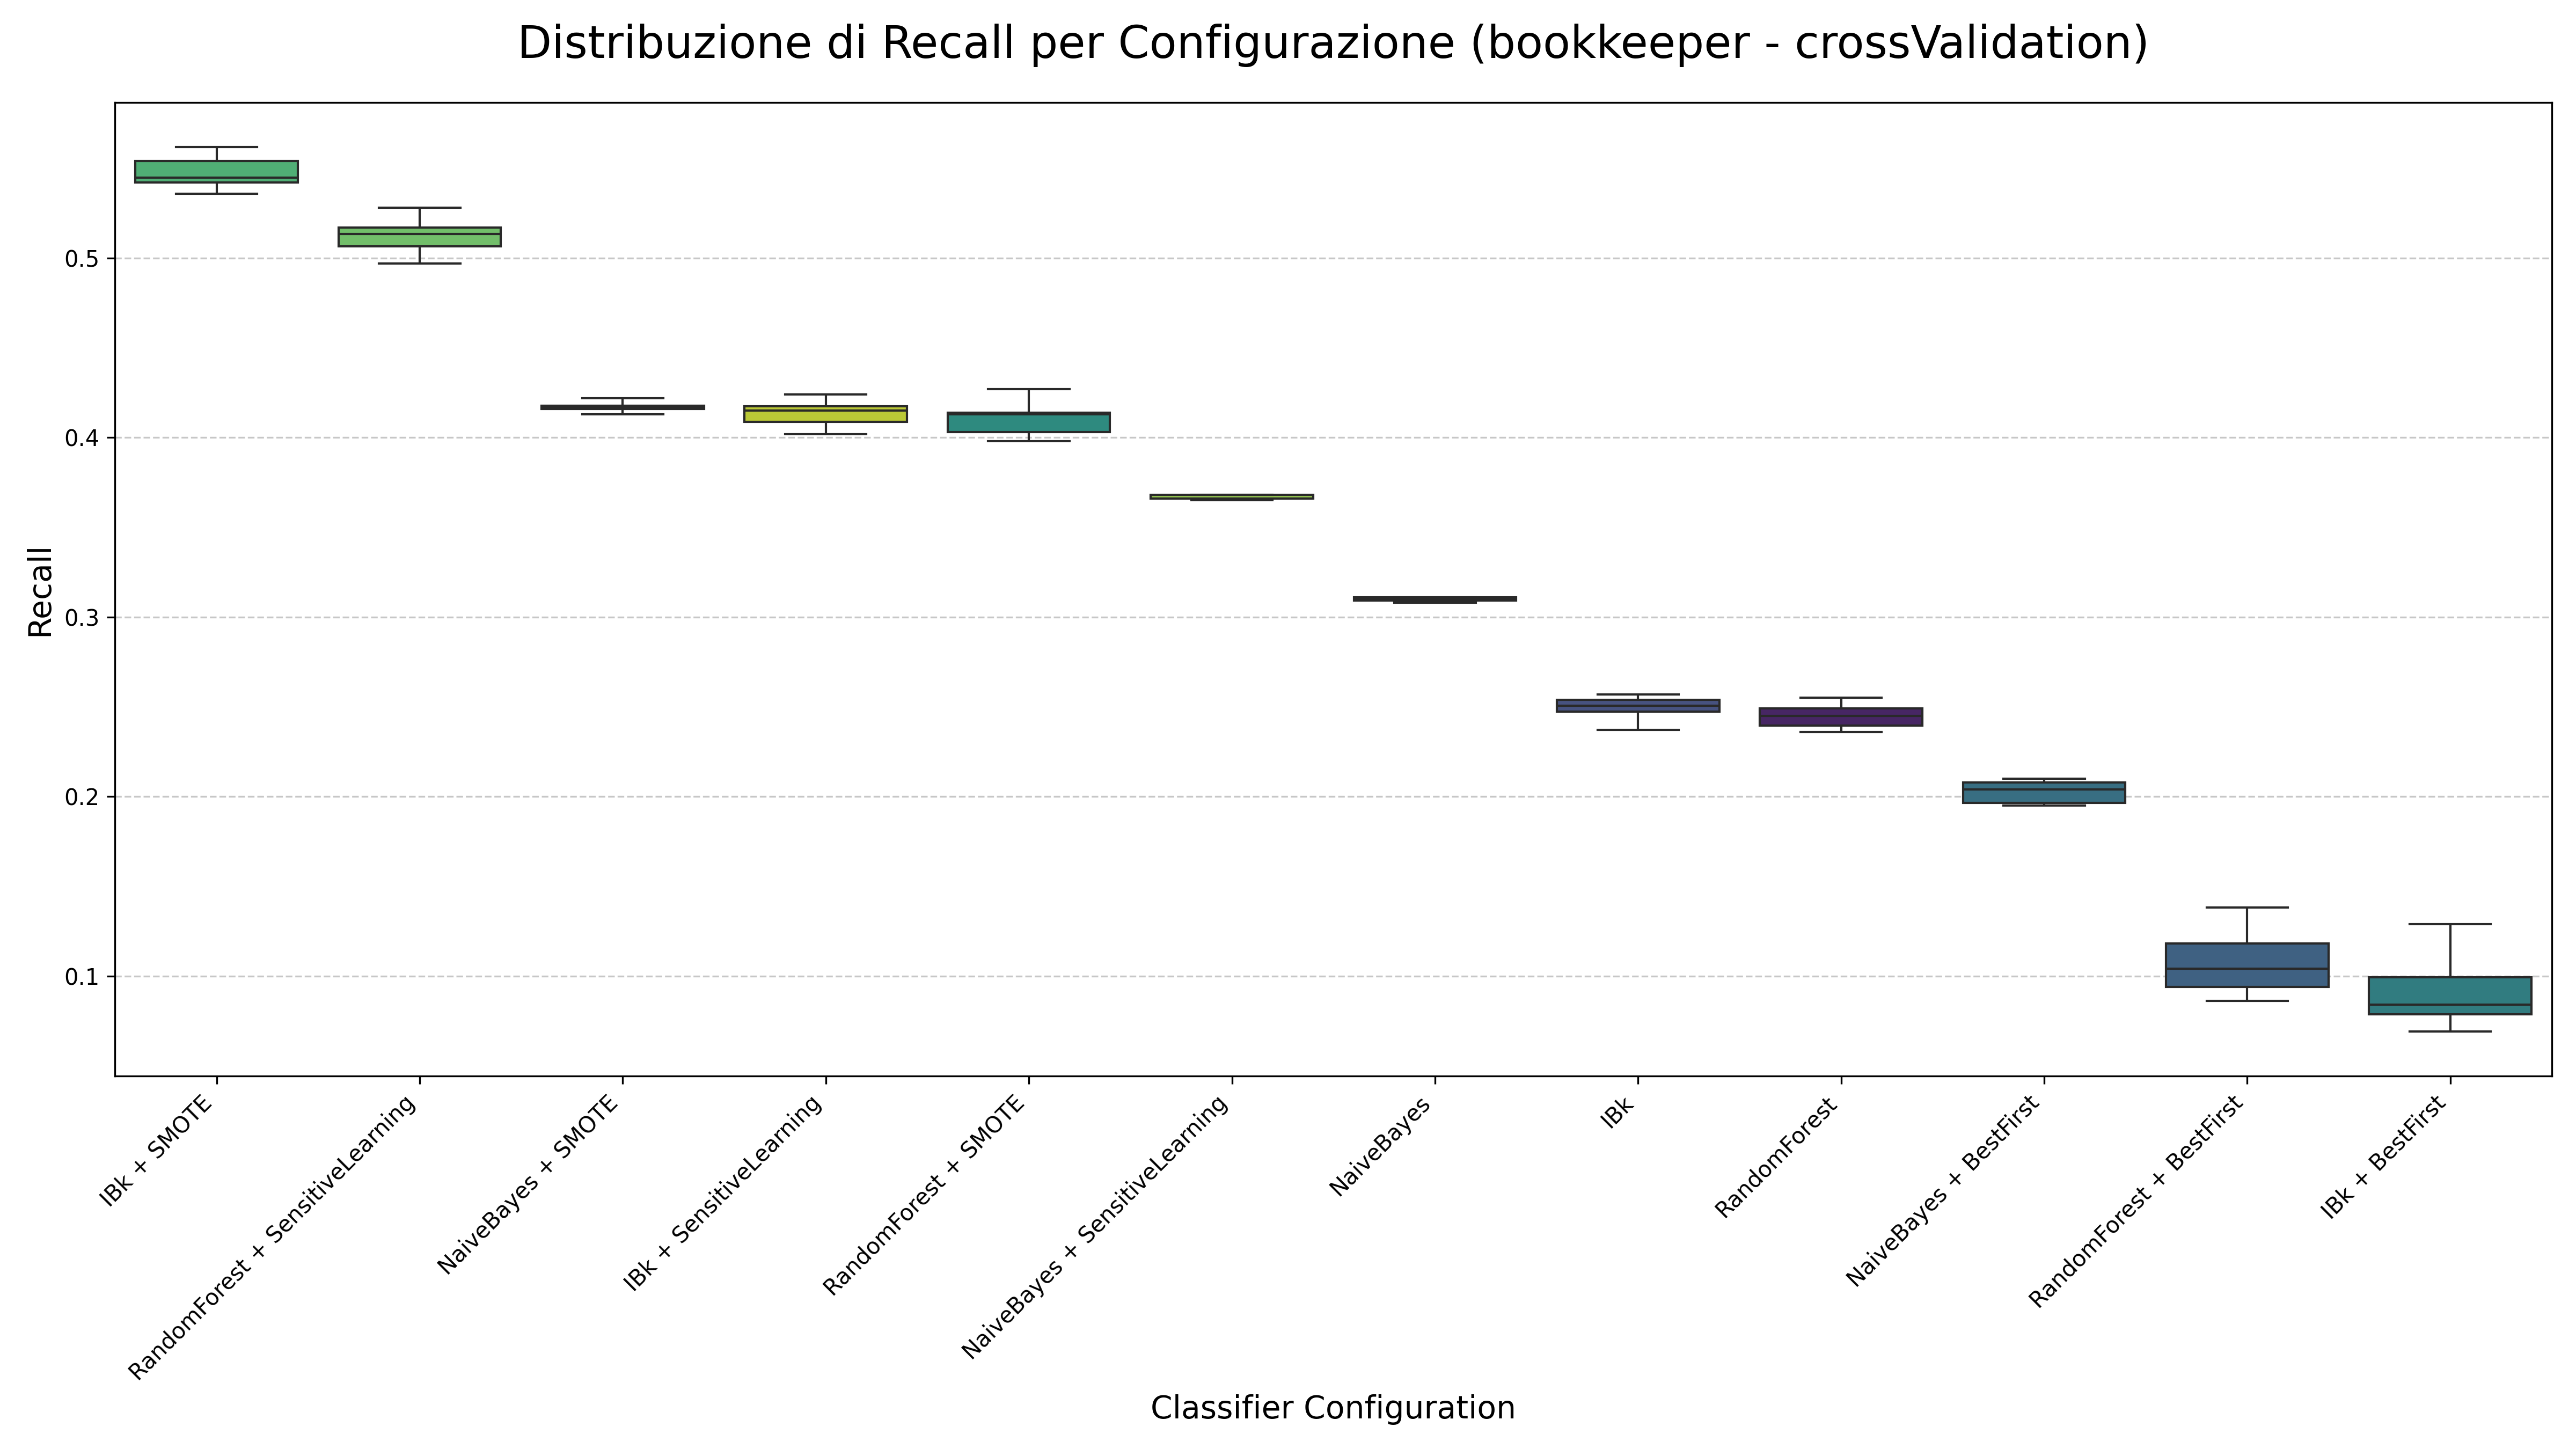 Distribuzione di Recall per Configurazione (bookkeeper - crossValidation)
Recall
0.5
0.4
0.3
0.2
0.1
IBk + SMOTE
RandomForest + SensitiveLearning
NaiveBayes + SMOTE
IBk + SensitiveLearning
RandomForest + SMOTE
NaiveBayes + SensitiveLearning
NaiveBayes
IBk
RandomForest
NaiveBayes + BestFirst
RandomForest + BestFirst
IBk + BestFirst
Classifier Configuration